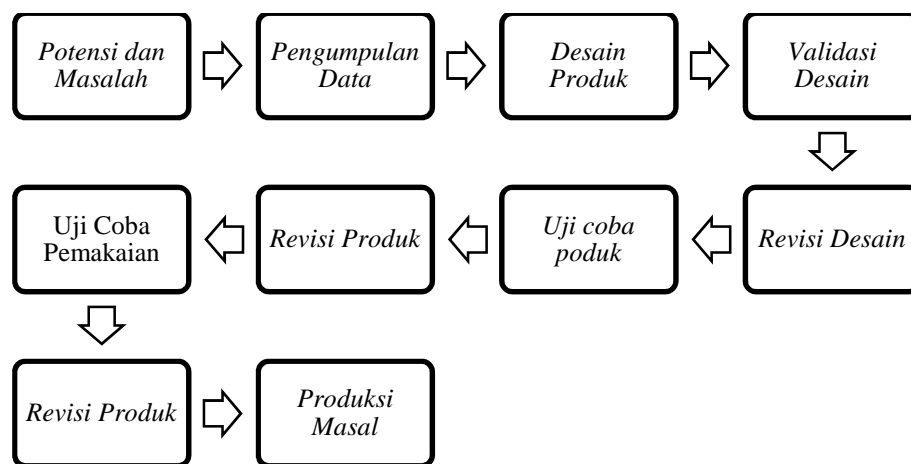 Potensi dan
Masalah
Pengumpulan
Data
Desain
Produk
Validasi
Desain
Revisi Desain
Uji coba
poduk
Revisi Produk
Uji Coba
Pemakaian
Revisi Produk
Produksi
Masal